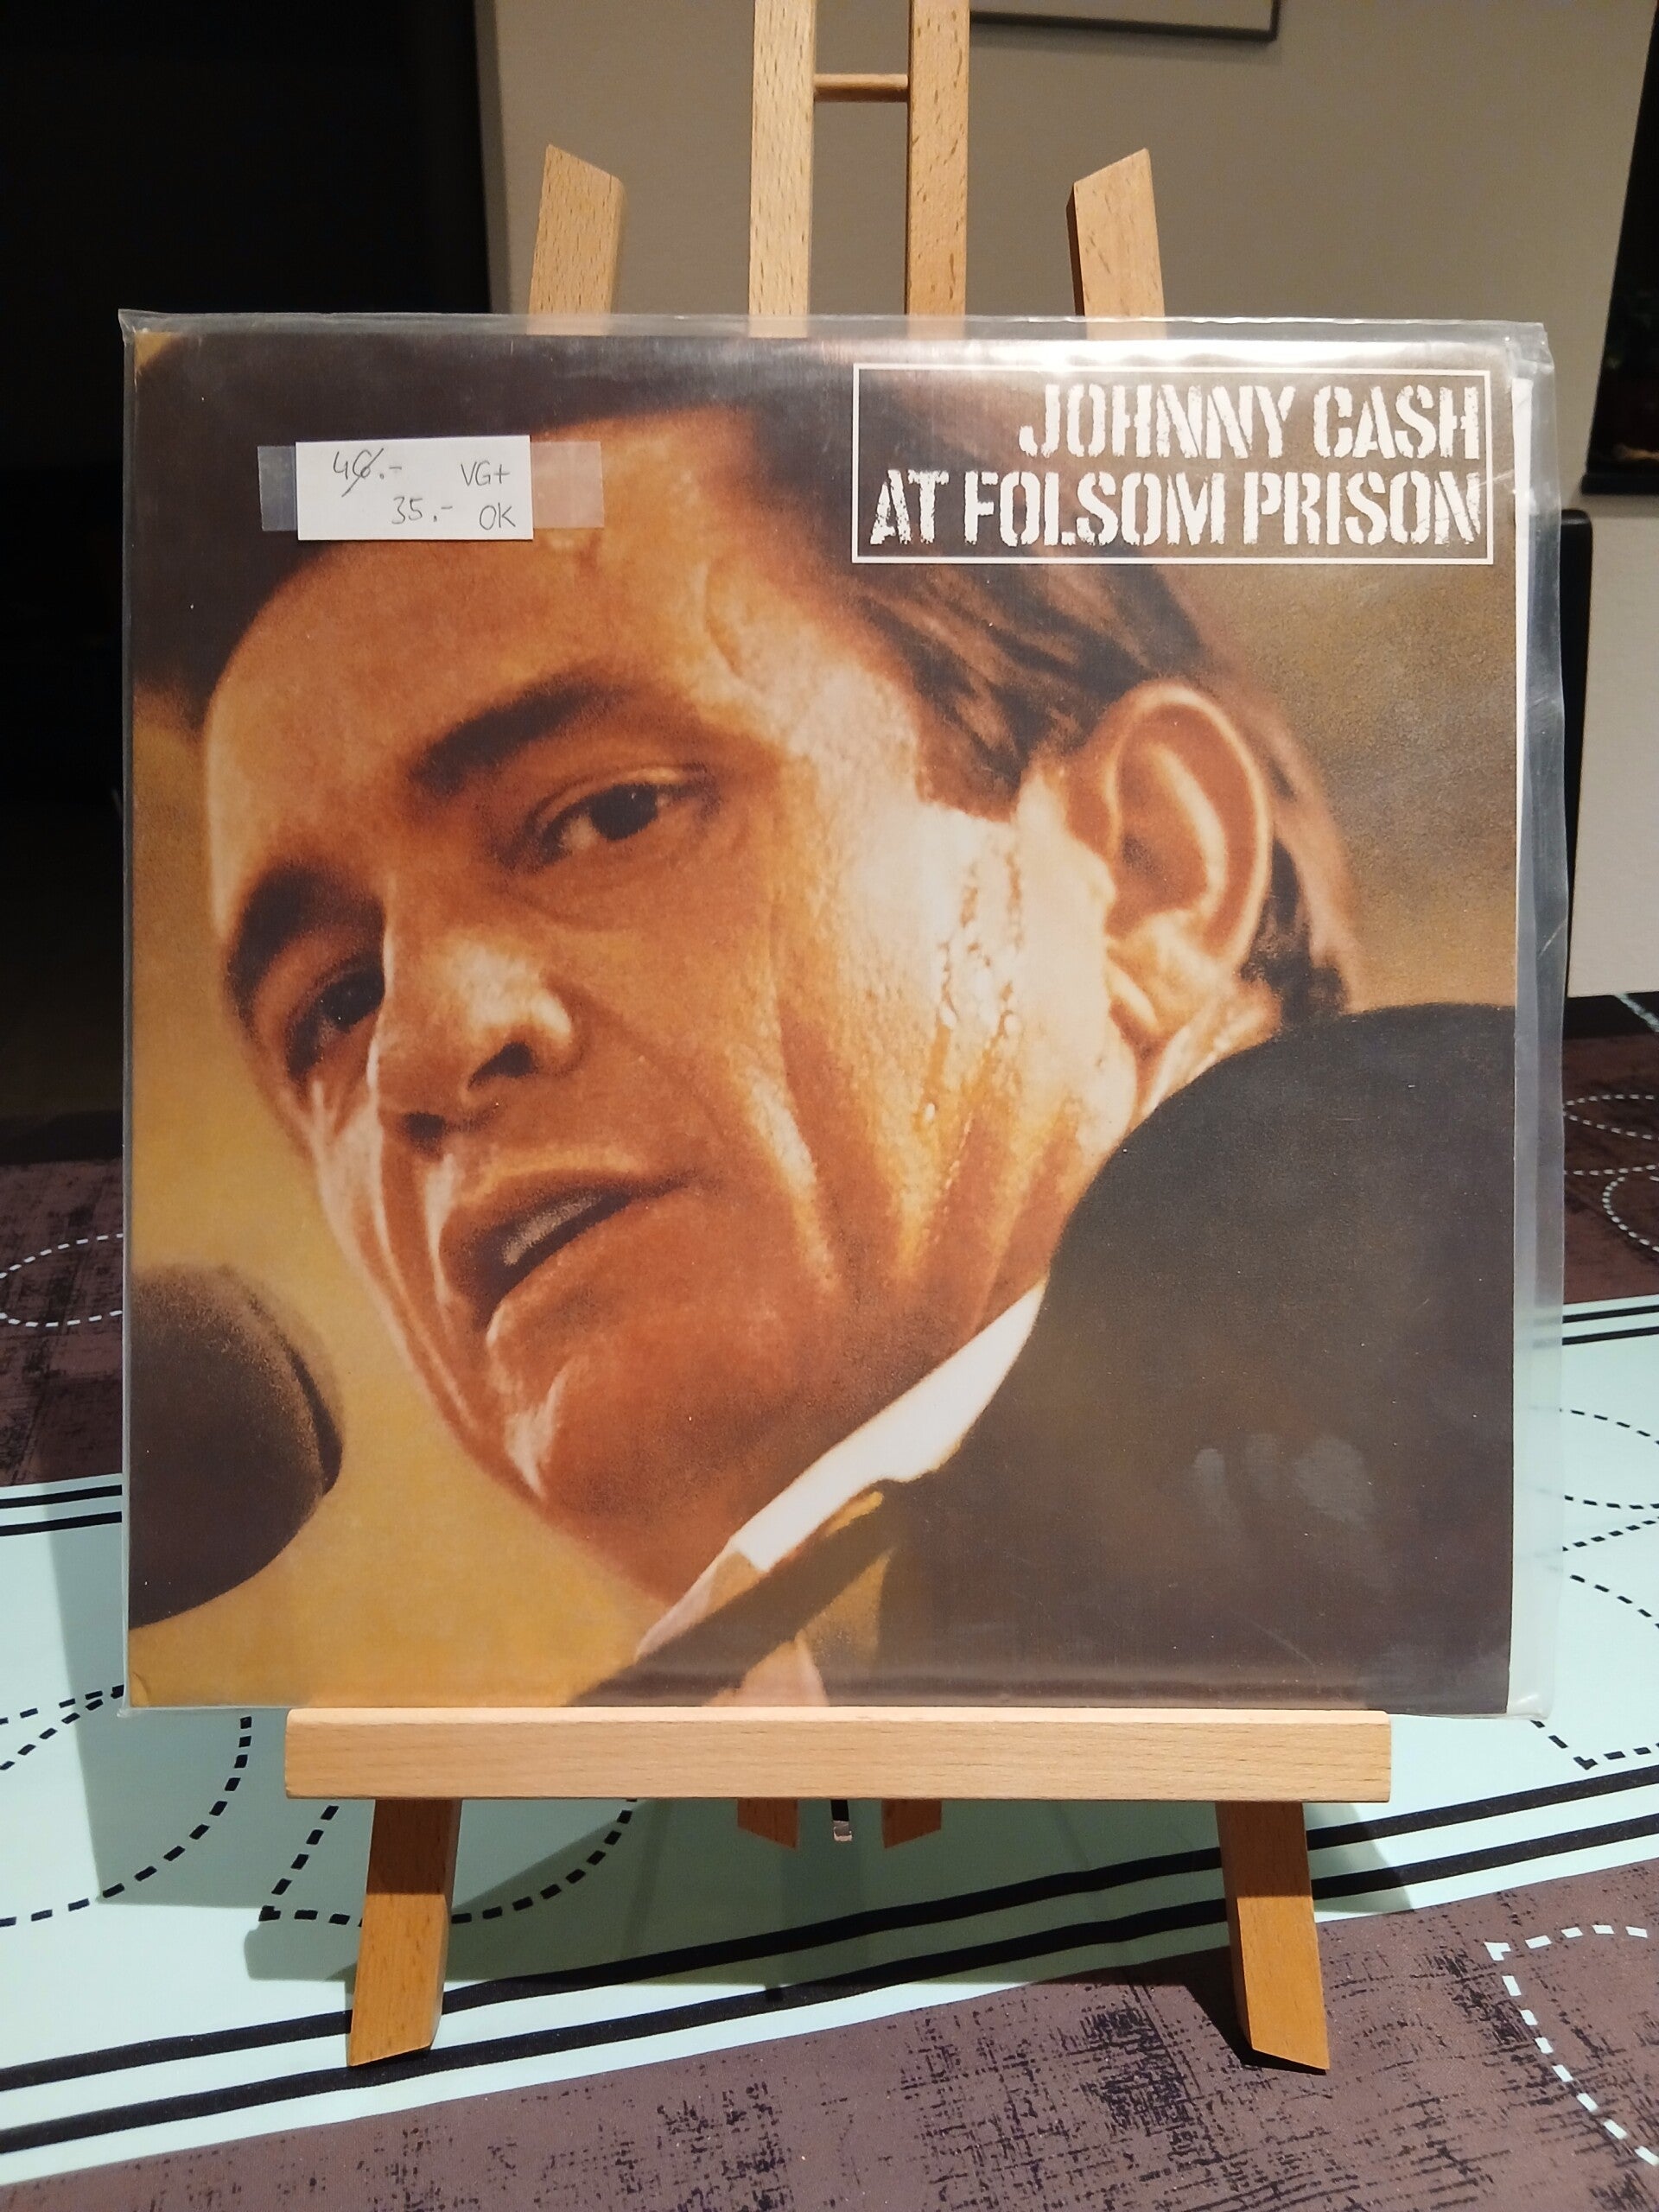 JOHNNY CASH
AT FOLSOM PRISON
VG+
35.- OK